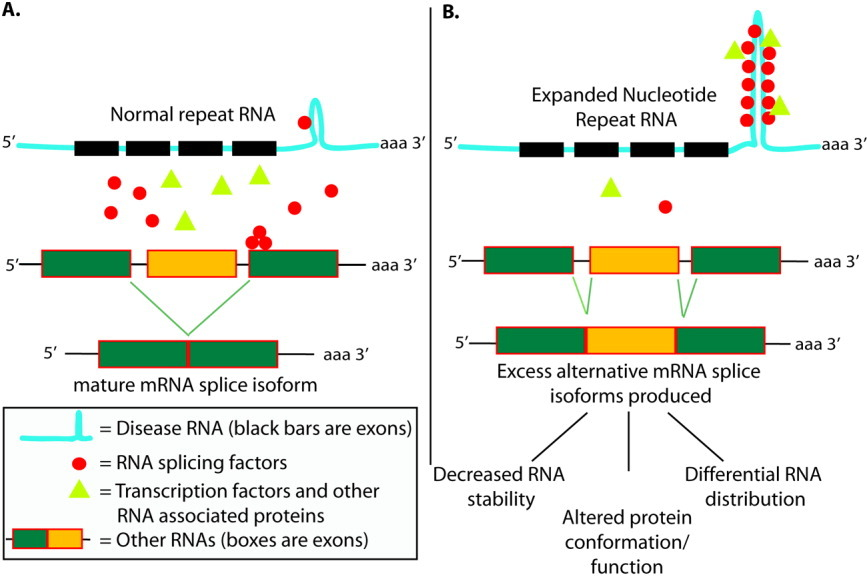 A.
Normal repeat RNA
5’
aaa 3’
5’
aaa 3’
5’
aaa 3’
mature mRNA splice isoform
= Disease RNA (black bars are exons)
= RNA splicing factors
= Transcription factors and other
RNA associated proteins
= Other RNAs (boxes are exons)
B.
Expanded Nucleotide
Repeat RNA
5’
aaa 3’
5’
aaa 3’
5’
aaa 3’
Excess alternative mRNA splice
isoforms produced
Decreased RNA
stability
Altered protein
conformation/
function
Differential RNA
distribution